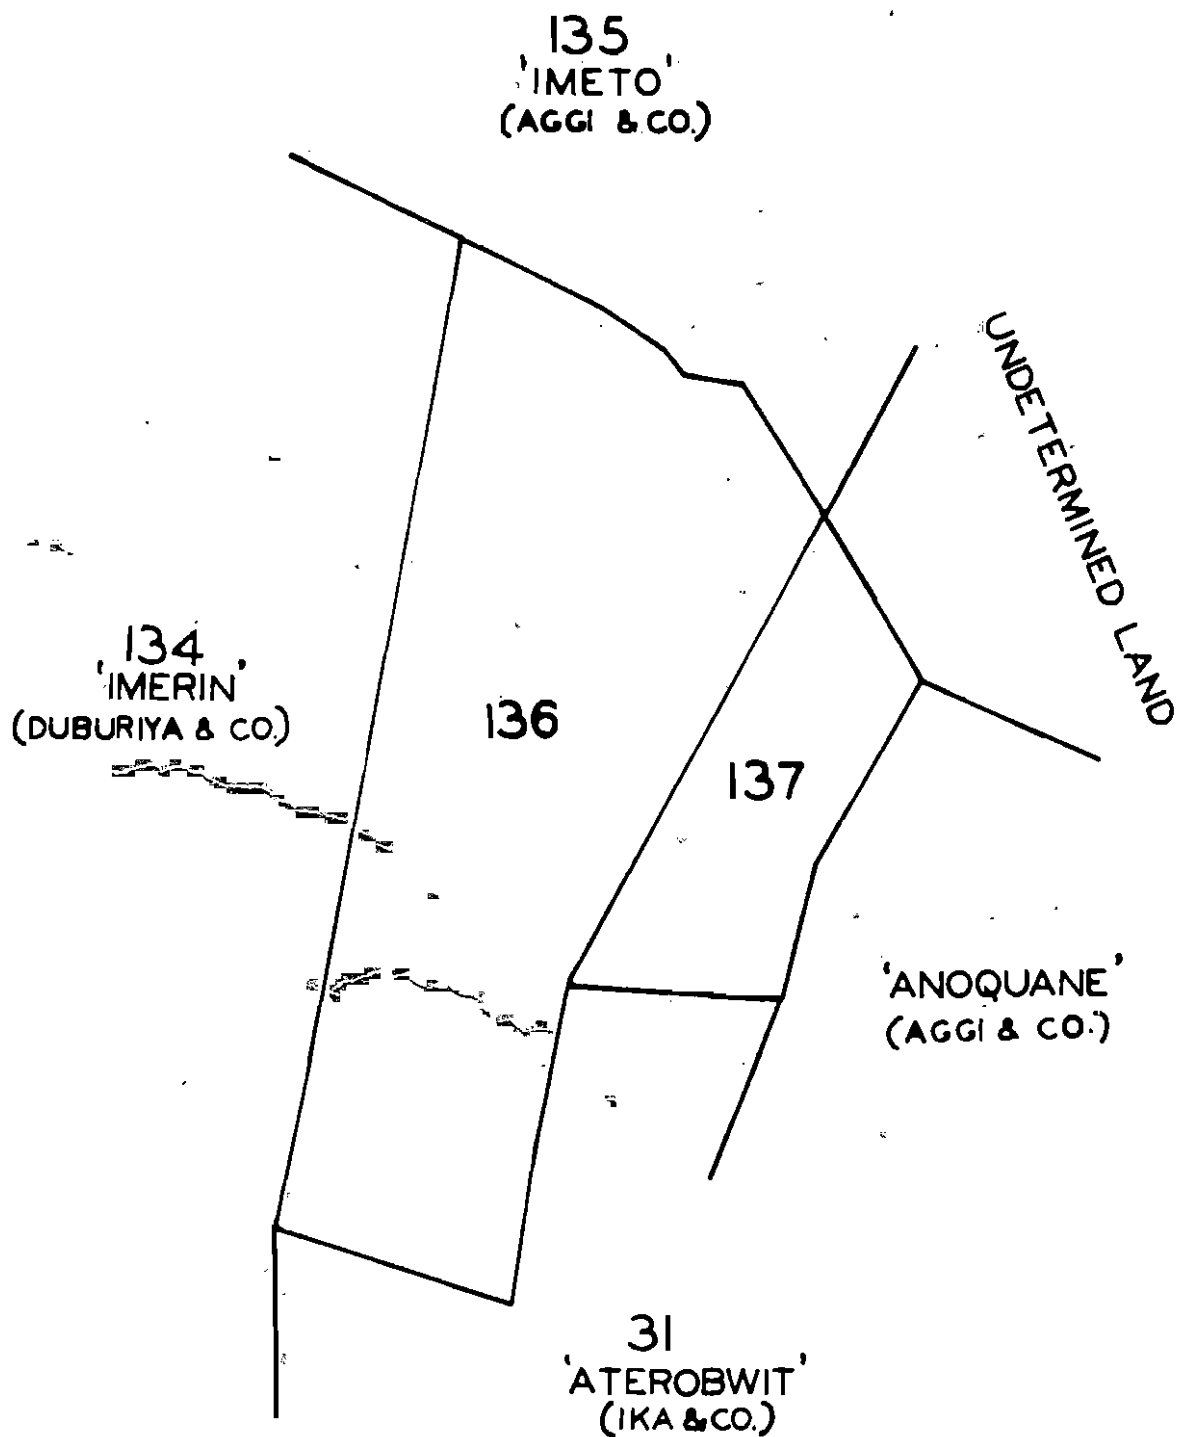 135
'IMETO'
(AGGI & CO.)
UNDETERMINED LAND
134
'IMERIN'
(DUBURIYA & CO.)
136
137
'ANOQUANE'
(AGGI & CO.)
31
'ATEROBWIT'
(IKA & CO.)